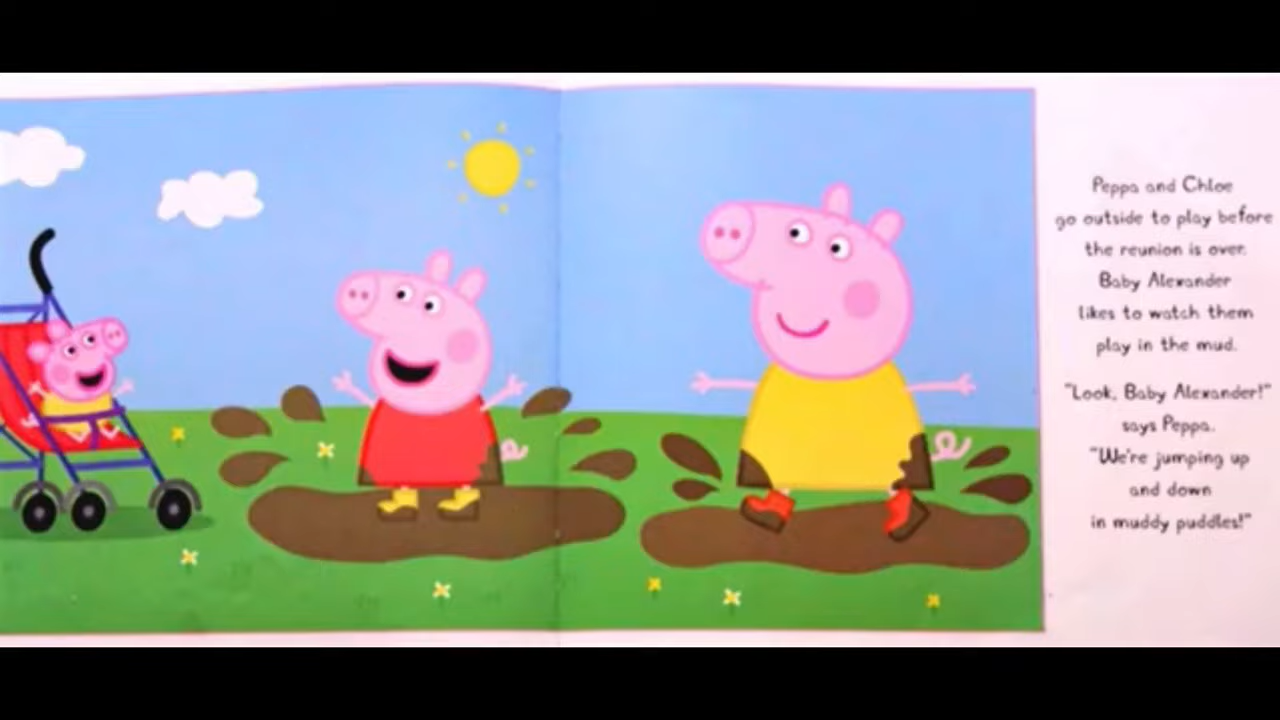 Peppa and Chloe
go outside to play before
the reunion is over.
Baby Alexander
likes to watch them
play in the mud.
"Look, Baby Alexander!"
says Peppa.
"We're jumping up
and down
in muddy puddles!"